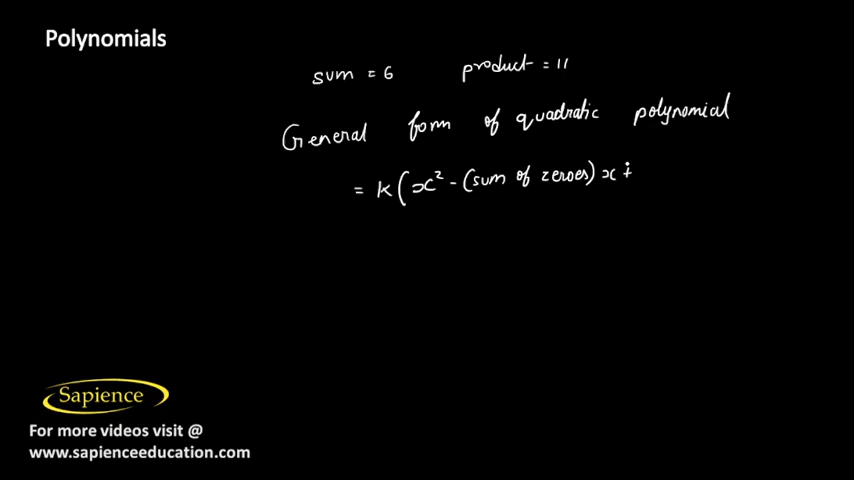 Polynomials
sum = 6 product = 11
General form of quadratic polynomial
= k(x² - (sum of zeroes) x
Sapience
For more videos visit @
www.sapienceeducation.com